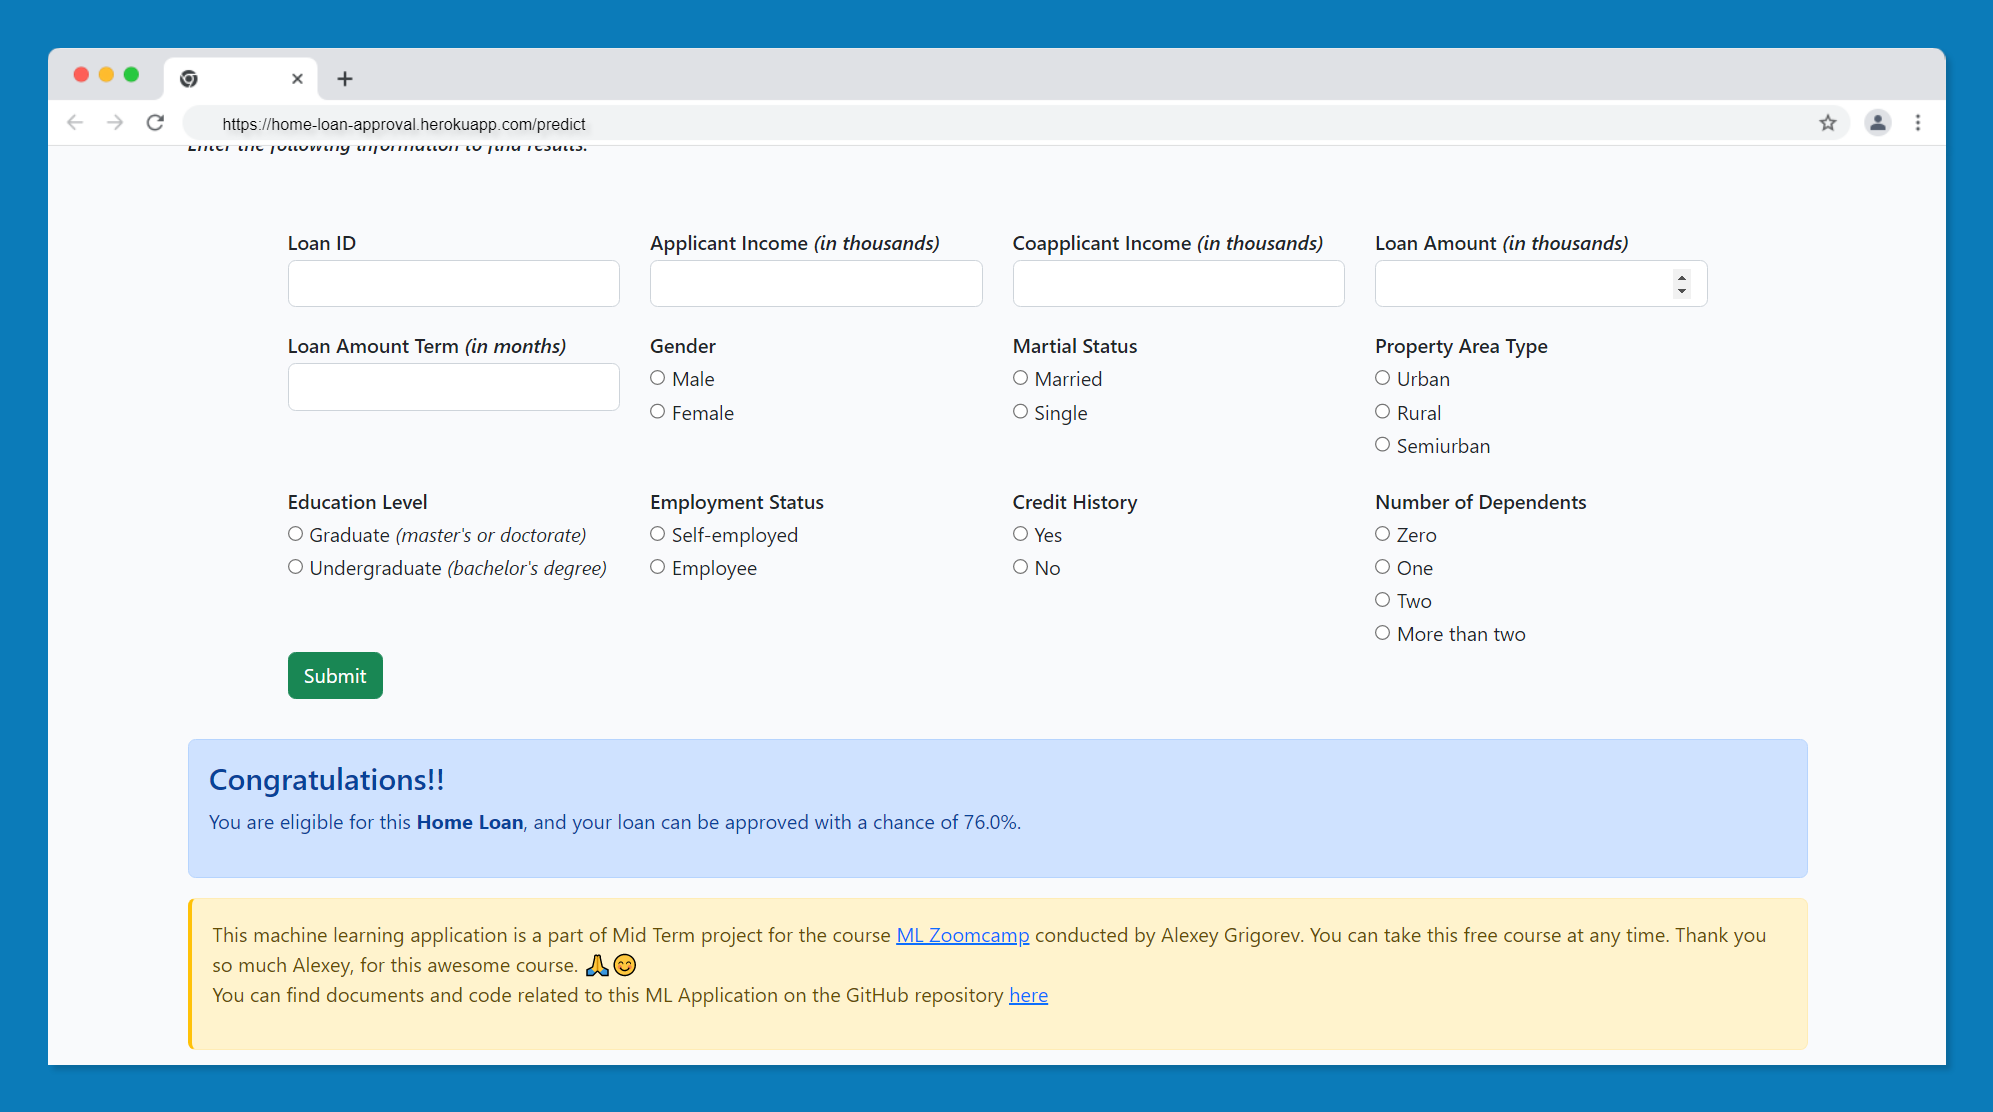 https://home-loan-approval.herokuapp.com/predict
Enter the following information to find results.
Loan ID
Applicant Income (in thousands)
Coapplicant Income (in thousands)
Loan Amount (in thousands)
Loan Amount Term (in months)
Gender
Male
Female
Martial Status
Married
Single
Property Area Type
Urban
Rural
Semiurban
Education Level
Graduate (master's or doctorate)
Undergraduate (bachelor's degree)
Employment Status
Self-employed
Employee
Credit History
Yes
No
Number of Dependents
Zero
One
Two
More than two
Submit
Congratulations!!
You are eligible for this Home Loan, and your loan can be approved with a chance of 76.0%.
This machine learning application is a part of Mid Term project for the course ML Zoomcamp conducted by Alexey Grigorev. You can take this free course at any time. Thank you
so much Alexey, for this awesome course. 🙏😊
You can find documents and code related to this ML Application on the GitHub repository here